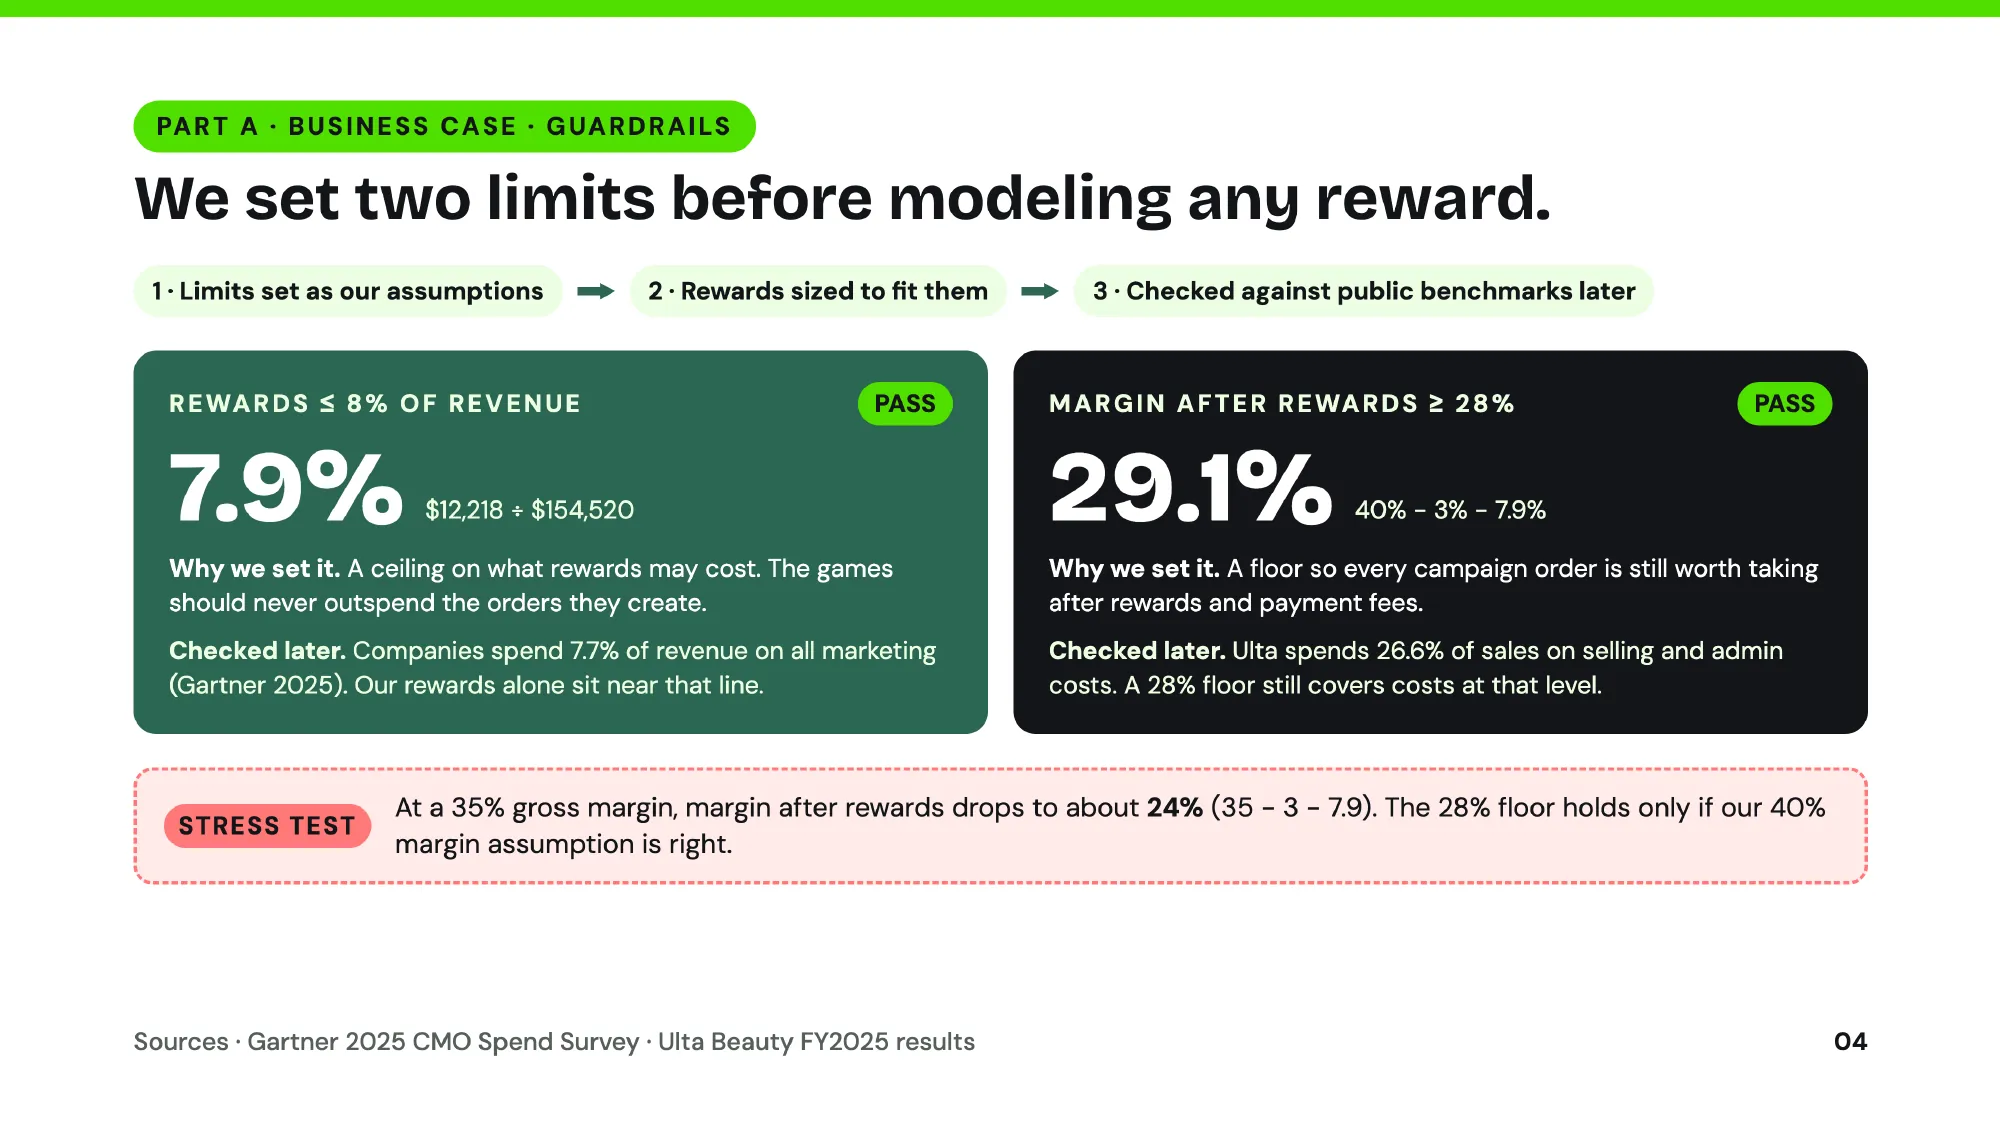 PART A · BUSINESS CASE · GUARDRAILS
We set two limits before modeling any reward.
1 · Limits set as our assumptions
2 · Rewards sized to fit them
3 · Checked against public benchmarks later
REWARDS ≤ 8% OF REVENUE
PASS
7.9% $12,218 ÷ $154,520
Why we set it. A ceiling on what rewards may cost. The games
should never outspend the orders they create.
Checked later. Companies spend 7.7% of revenue on all marketing
(Gartner 2025). Our rewards alone sit near that line.
MARGIN AFTER REWARDS ≥ 28%
PASS
29.1% 40% − 3% − 7.9%
Why we set it. A floor so every campaign order is still worth taking
after rewards and payment fees.
Checked later. Ulta spends 26.6% of sales on selling and admin
costs. A 28% floor still covers costs at that level.
STRESS TEST
At a 35% gross margin, margin after rewards drops to about 24% (35 − 3 − 7.9). The 28% floor holds only if our 40%
margin assumption is right.
Sources · Gartner 2025 CMO Spend Survey · Ulta Beauty FY2025 results
04